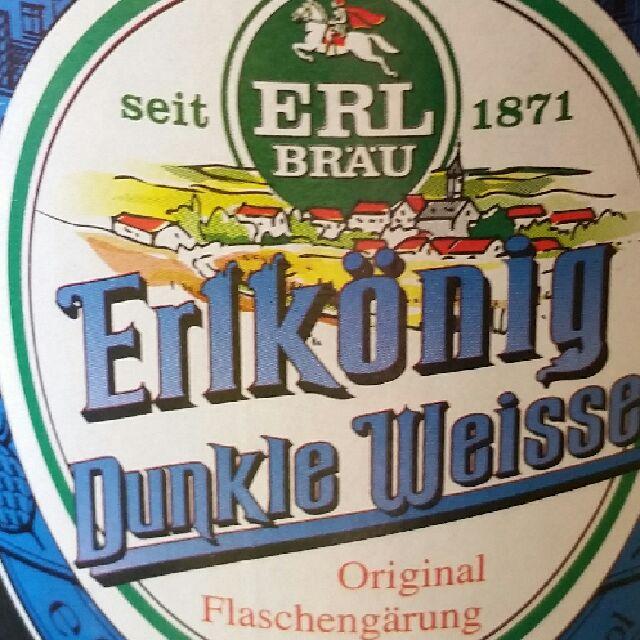 seit ERL 1871
BRÄU
Erlkönig
Dunkle Weisse
Original
Flaschengärung